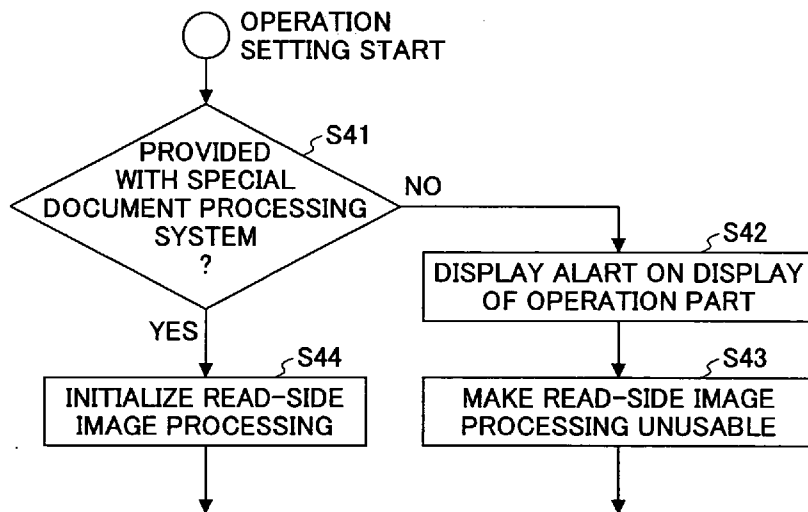 OPERATION
SETTING START
S41
PROVIDED
WITH SPECIAL
DOCUMENT PROCESSING
SYSTEM
?
NO
YES
S42
DISPLAY ALART ON DISPLAY
OF OPERATION PART
S44
INITIALIZE READ-SIDE
IMAGE PROCESSING
S43
MAKE READ-SIDE IMAGE
PROCESSING UNUSABLE